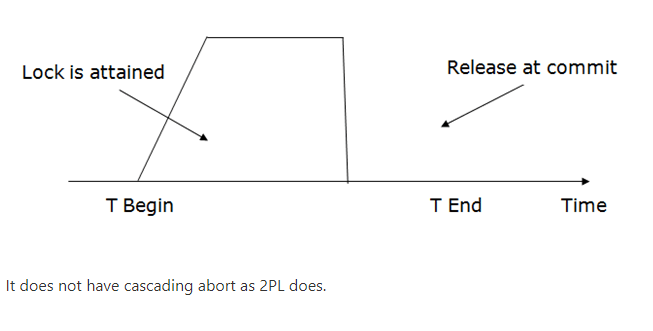 Lock is attained
Release at commit
T Begin
T End
Time
It does not have cascading abort as 2PL does.